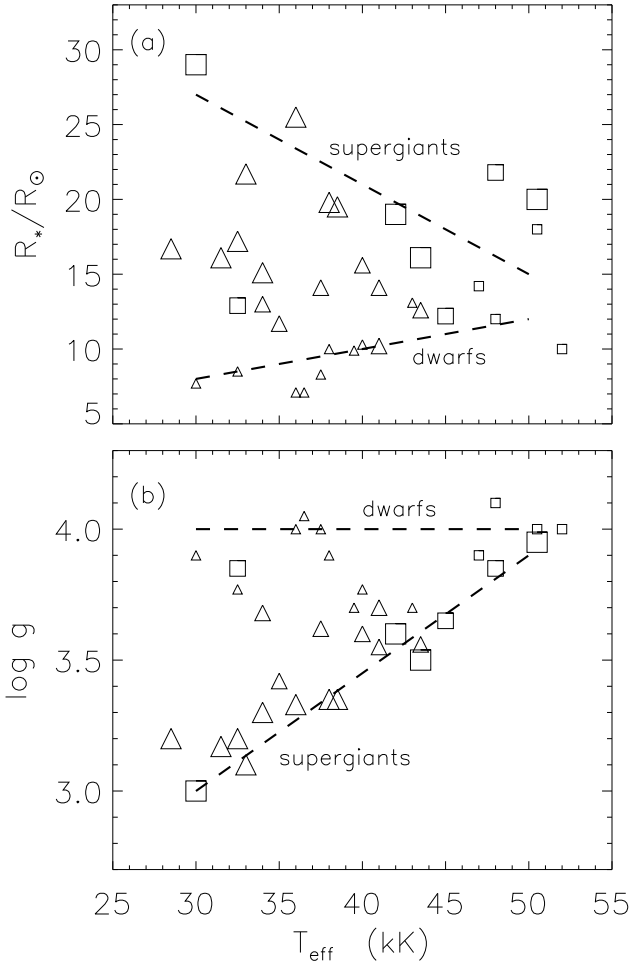 (a)
30
25
20
15
10
5
R*/R☉
supergiants
dwarfs
(b)
4.0
3.5
3.0
log g
dwarfs
supergiants
25 30 35 40 45 50 55
Teff (kK)